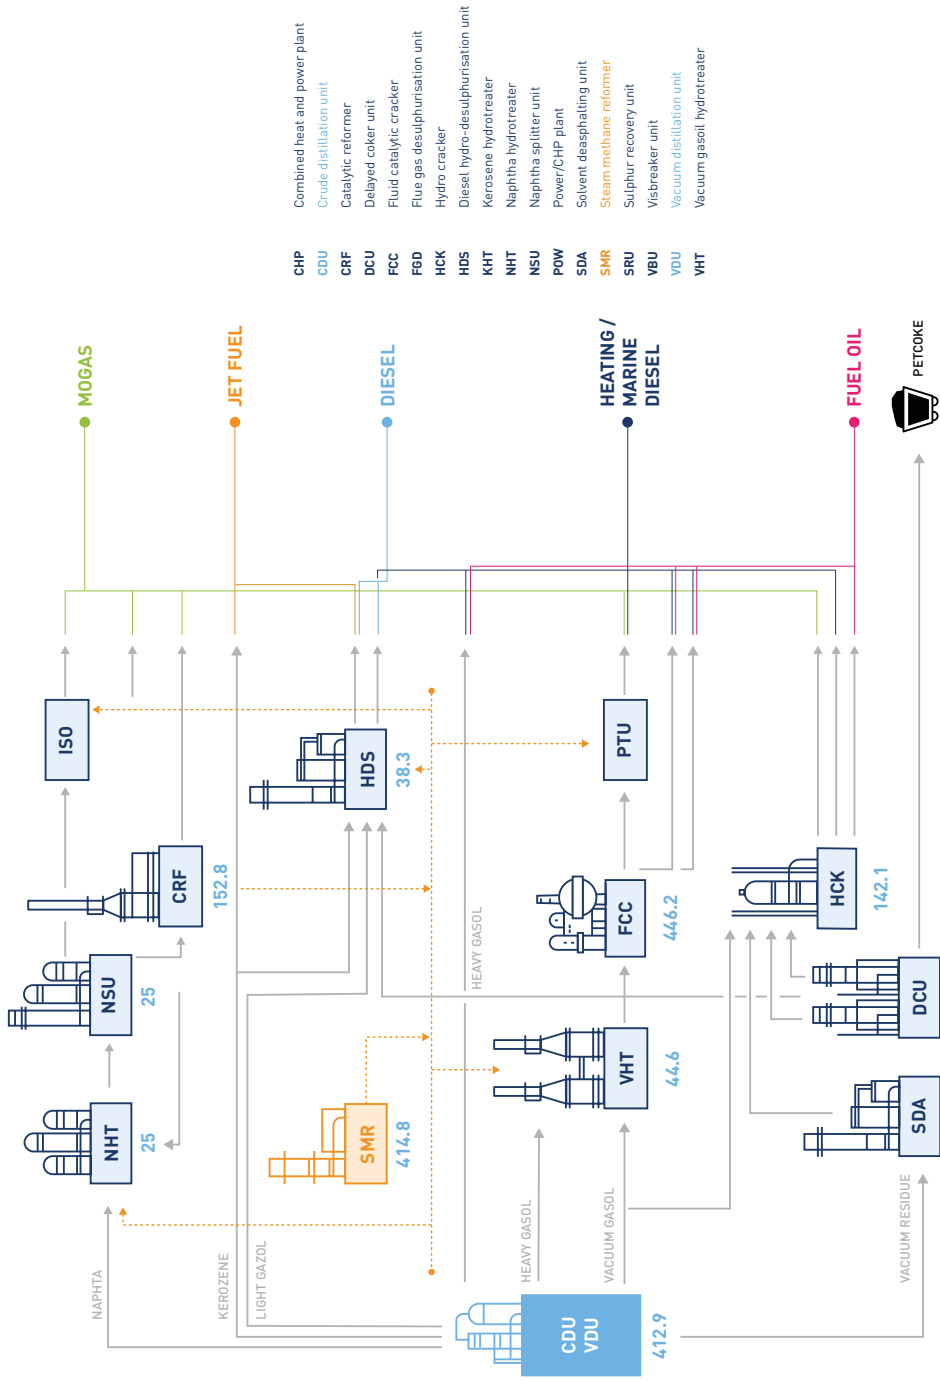 NAPHTA
KEROZENE
LIGHT GAZOL
HEAVY GASOL
VACUUM GASOL
VACUUM RESIDUE
HEAVY GASOL
CDU
VDU
412.9
NHT
25
NSU
25
CRF
152.8
ISO
SMR
414.8
HDS
38.3
VHT
44.6
FCC
446.2
PTU
SDA
DCU
HCK
142.1
MOGAS
JET FUEL
DIESEL
HEATING /
MARINE
DIESEL
FUEL OIL
PETCOKE
CHP Combined heat and power plant
CDU Crude distillation unit
CRF Catalytic reformer
DCU Delayed coker unit
FCC Fluid catalytic cracker
FGD Flue gas desulphurisation unit
HCK Hydro cracker
HDS Diesel hydro-desulphurisation unit
KHT Kerosene hydrotreater
NHT Naphtha hydrotreater
NSU Naphtha splitter unit
POW Power/CHP plant
SDA Solvent deasphalting unit
SMR Steam methane reformer
SRU Sulphur recovery unit
VBU Visbreaker unit
VDU Vacuum distillation unit
VHT Vacuum gasoil hydrotreater